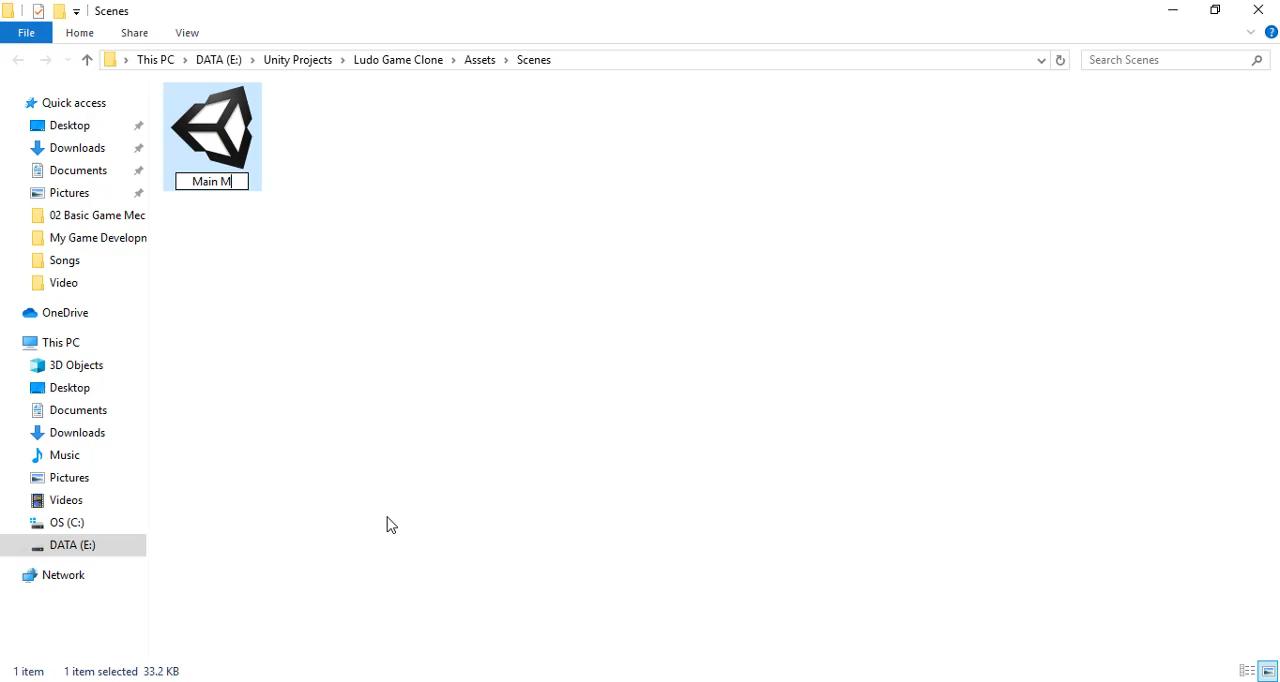 Scenes
File Home Share View
This PC DATA (E:) Unity Projects Ludo Game Clone Assets Scenes
Search Scenes
Quick access
Desktop
Downloads
Documents
Pictures
02 Basic Game Mec
My Game Developn
Songs
Video
OneDrive
This PC
3D Objects
Desktop
Documents
Downloads
Music
Pictures
Videos
OS (C:)
DATA (E:)
Network
Main M
1 item 1 item selected 33.2 KB